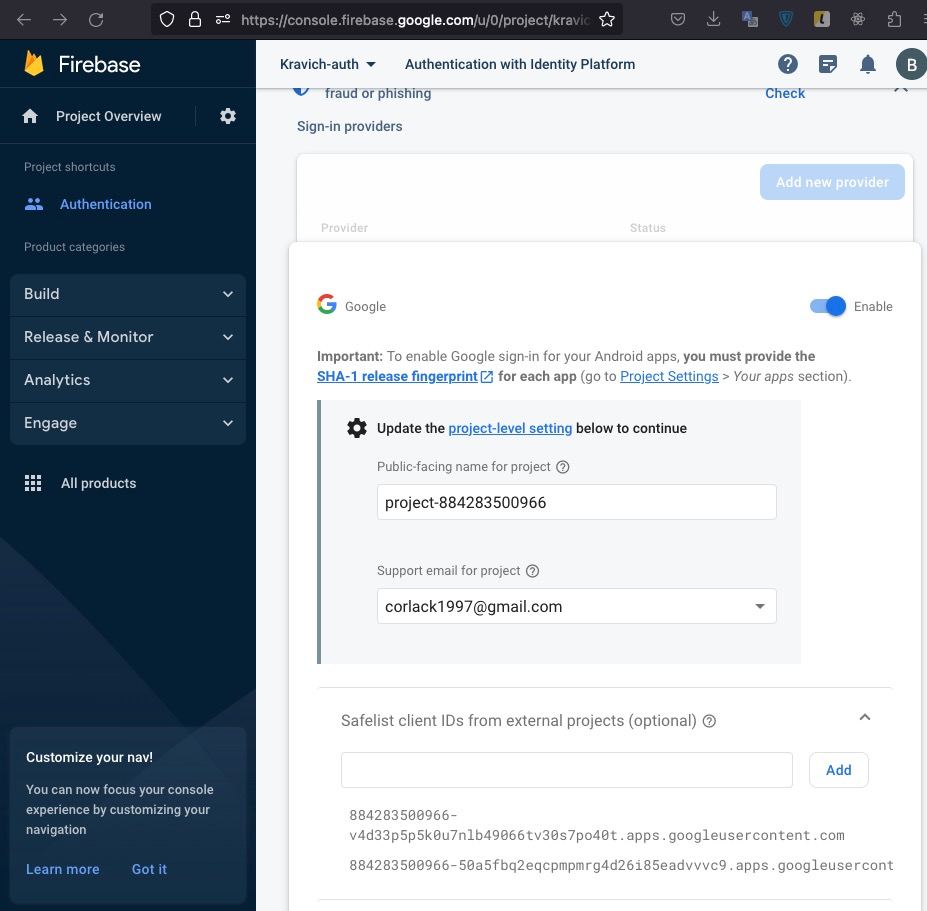 https://console.firebase.google.com/u/0/project/kravic
Firebase
Kravich-auth
Authentication with Identity Platform
B
Project Overview
Project shortcuts
Authentication
Product categories
Build
Release & Monitor
Analytics
Engage
All products
Customize your nav!
You can now focus your console
experience by customizing your
navigation
Learn more Got it
fraud or phishing
Check
Sign-in providers
Add new provider
Provider Status
Google
Enable
Important: To enable Google sign-in for your Android apps, you must provide the
SHA-1 release fingerprint for each app (go to Project Settings > Your apps section).
Update the project-level setting below to continue
Public-facing name for project
project-884283500966
Support email for project
corlack1997@gmail.com
Safelist client IDs from external projects (optional)
Add
884283500966-
v4d33p5p5k0u7nlb49066tv30s7po40t.apps.googleusercontent.com
884283500966-50a5fbq2eqcpmpmrg4d26i85eadvvvc9.apps.googleusercont